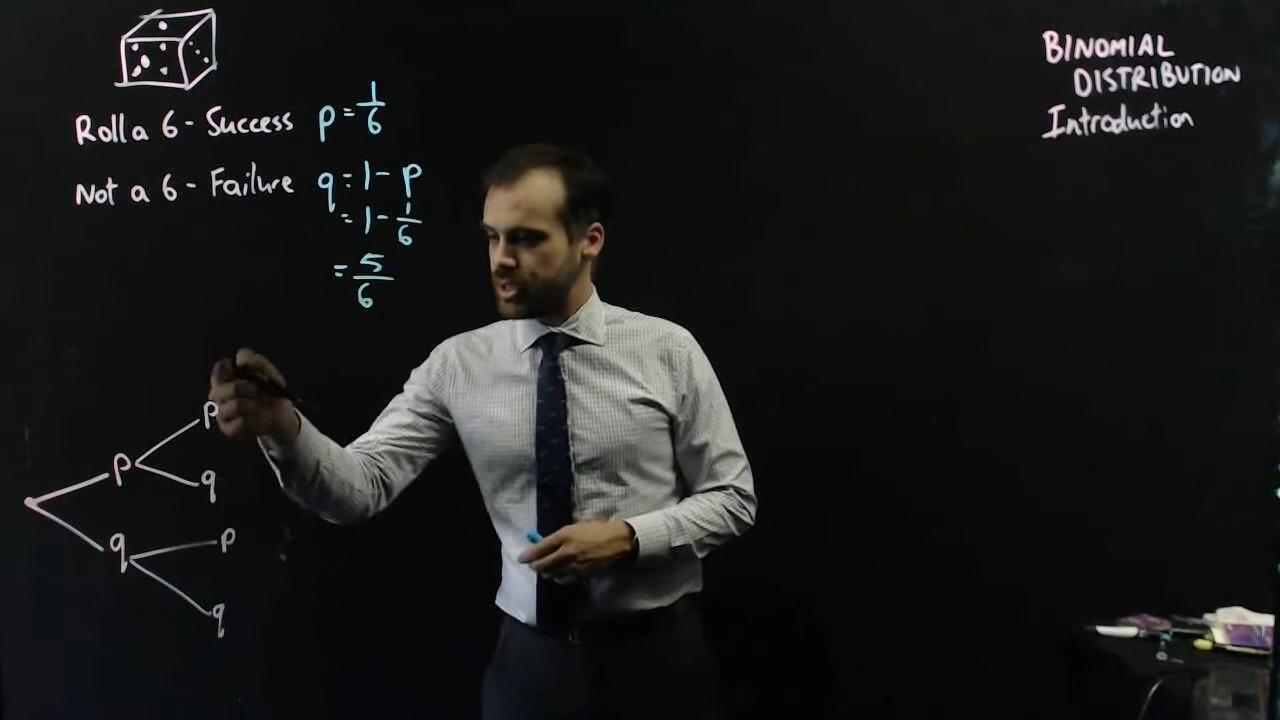 BINOMIAL
DISTRIBUTION
Introduction
Roll a 6 - Success p = 1/6
Not a 6 - Failure q = 1 - p
= 1 - 1/6
= 5/6
p
p
q
q
p
q